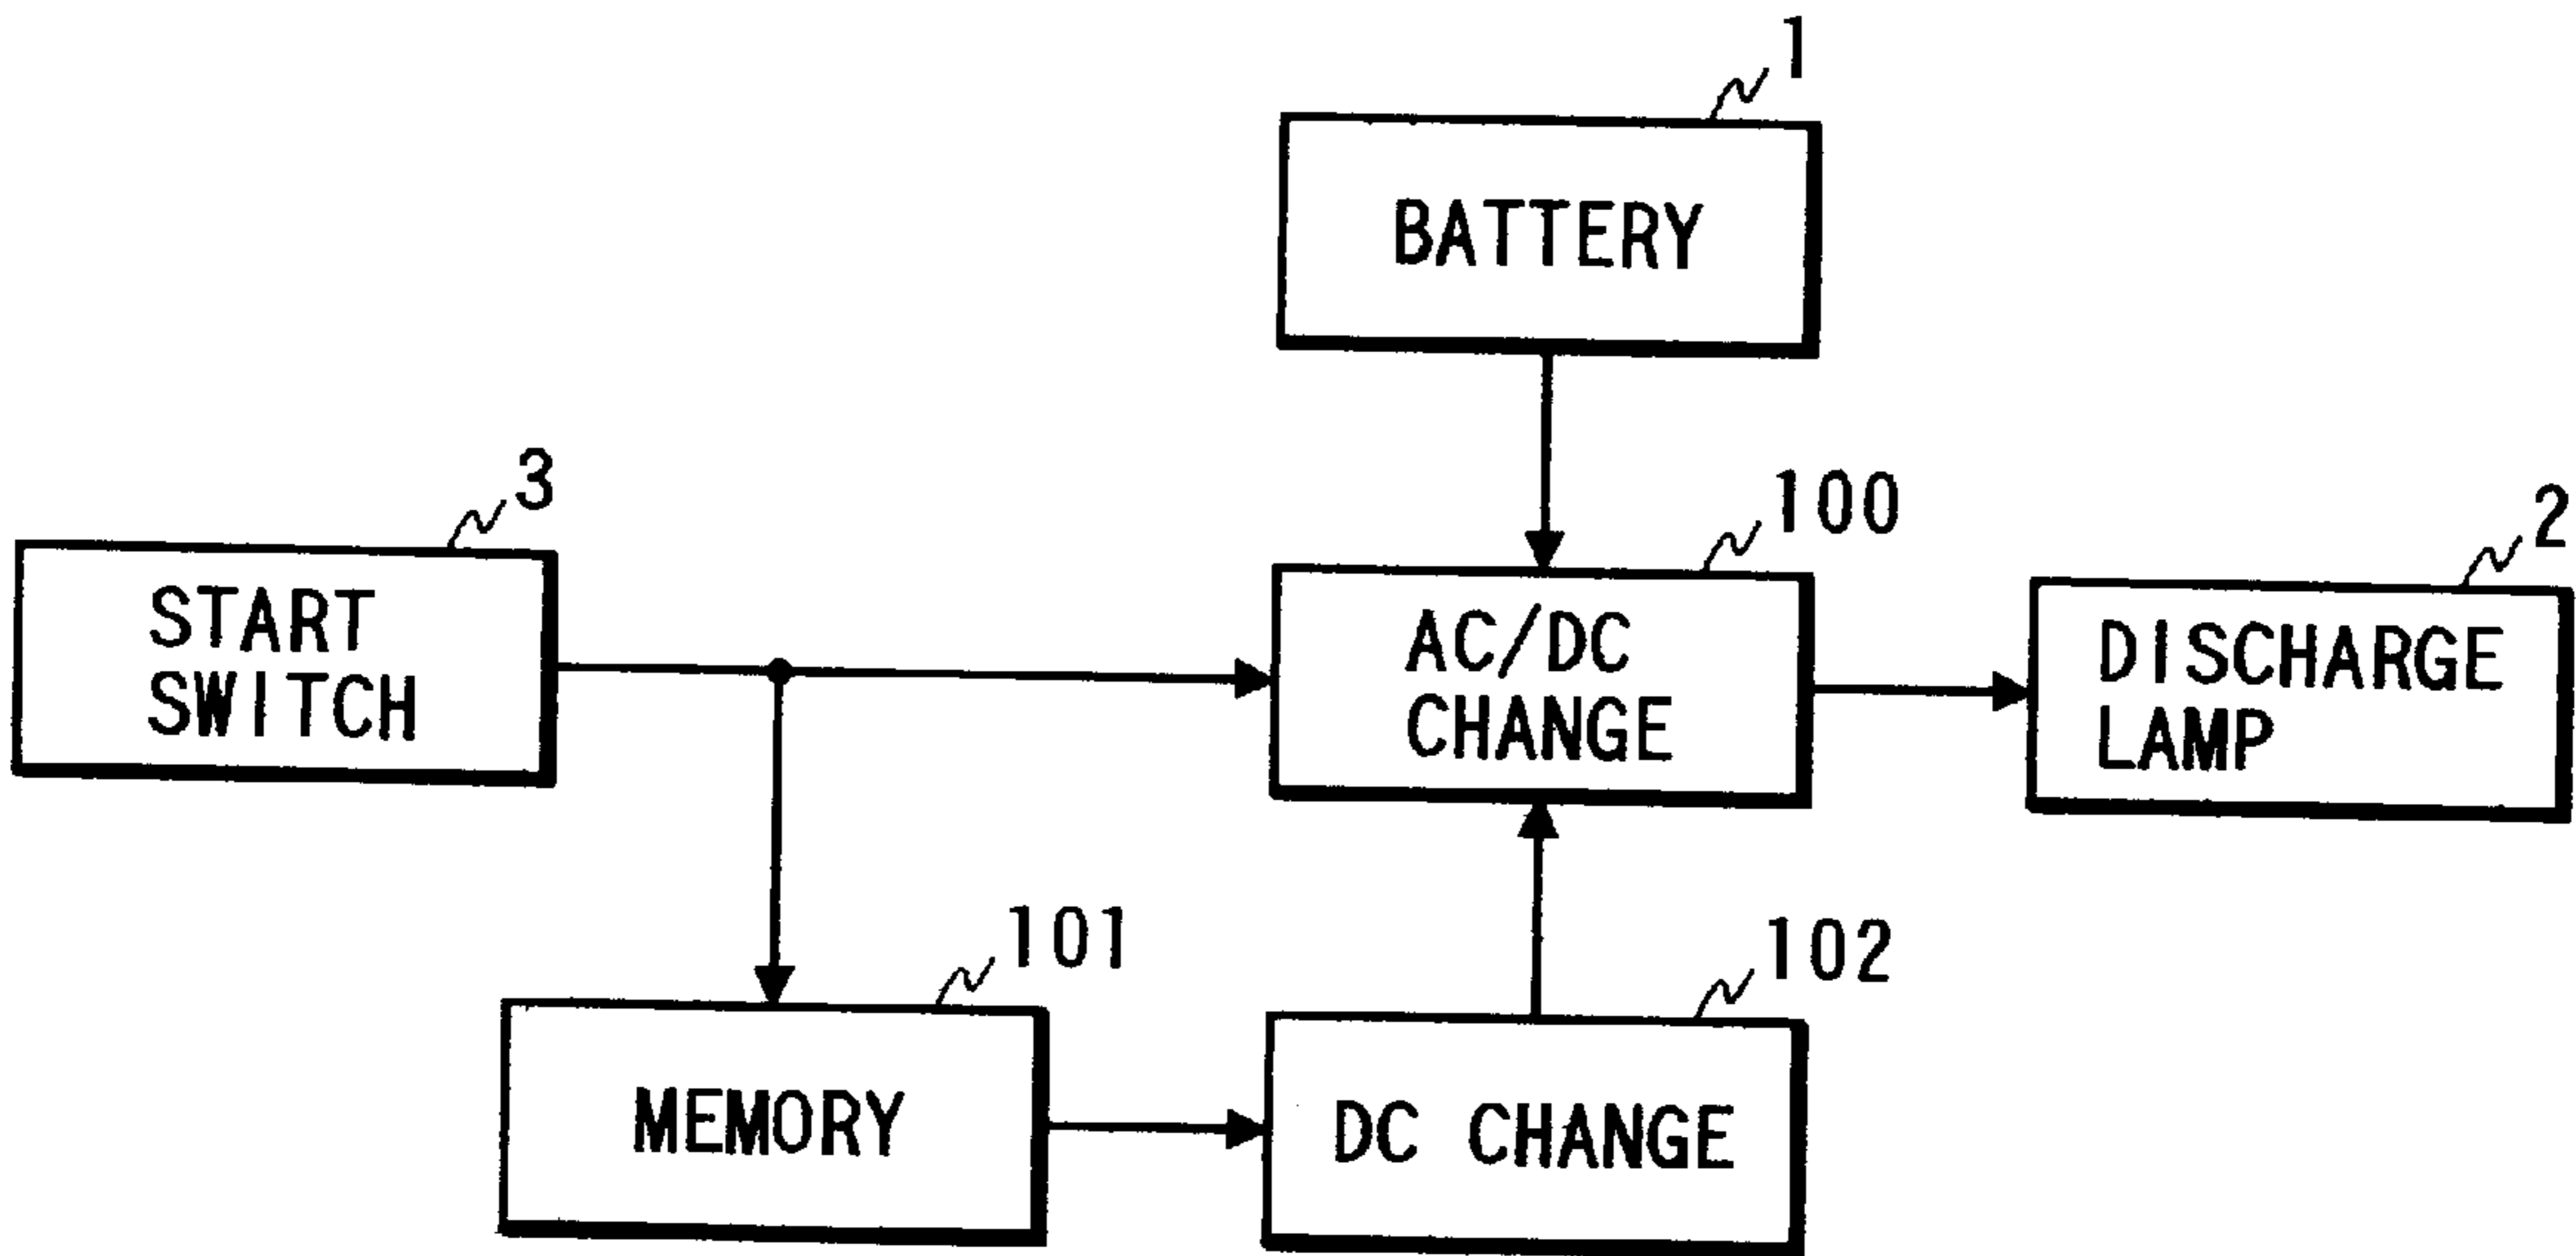 1
BATTERY
3
START
SWITCH
100
AC/DC
CHANGE
2
DISCHARGE
LAMP
101
MEMORY
102
DC CHANGE